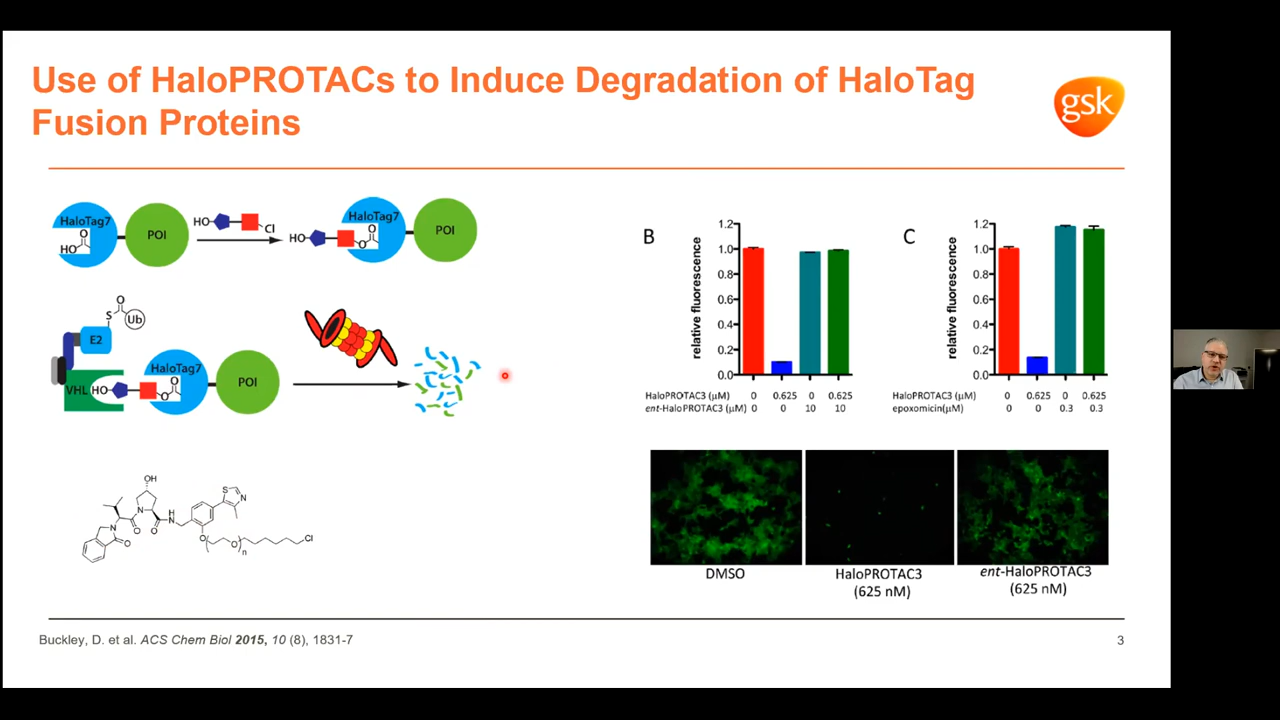 Use of HaloPROTACs to Induce Degradation of HaloTag
Fusion Proteins
gsk
HaloTag7
POI
HO
O
HO
Cl
HO
O
O
HaloTag7
POI
E2
S
O
Ub
VHL
HO
O
O
HaloTag7
POI
OH
N
O
O
N
O
H
N
O
S
N
O
O
n
Cl
B
relative fluorescence
1.2
1.0
0.8
0.6
0.4
0.2
0.0
HaloPROTAC3 (µM) 0 0.625 0 0.625
ent-HaloPROTAC3 (µM) 0 0 10 10
C
relative fluorescence
1.2
1.0
0.8
0.6
0.4
0.2
0.0
HaloPROTAC3 (µM) 0 0.625 0 0.625
epoxomicin(µM) 0 0 0.3 0.3
DMSO
HaloPROTAC3
(625 nM)
ent-HaloPROTAC3
(625 nM)
Buckley, D. et al. ACS Chem Biol 2015, 10 (8), 1831-7
3